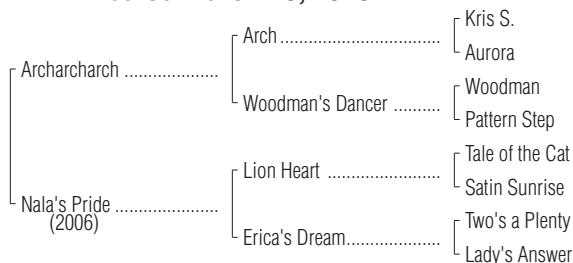 Kris S.
Arch
Aurora
Archarcharch
Woodman
Woodman's Dancer
Pattern Step
Tale of the Cat
Lion Heart
Satin Sunrise
Nala's Pride
(2006)
Two's a Plenty
Erica's Dream
Lady's Answer